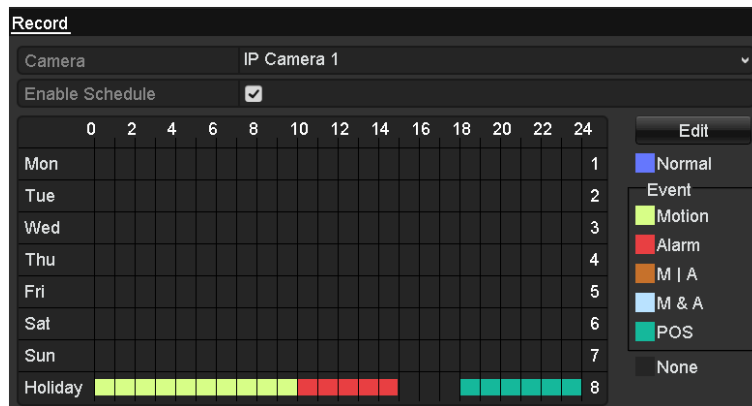 Record
Camera IP Camera 1
Enable Schedule
0 2 4 6 8 10 12 14 16 18 20 22 24 Edit
Mon 1 Normal
Event
Tue 2 Motion
Wed 3
Alarm
Thu 4
M | A
Fri 5
M & A
Sat 6 POS
Sun 7
None
Holiday 8